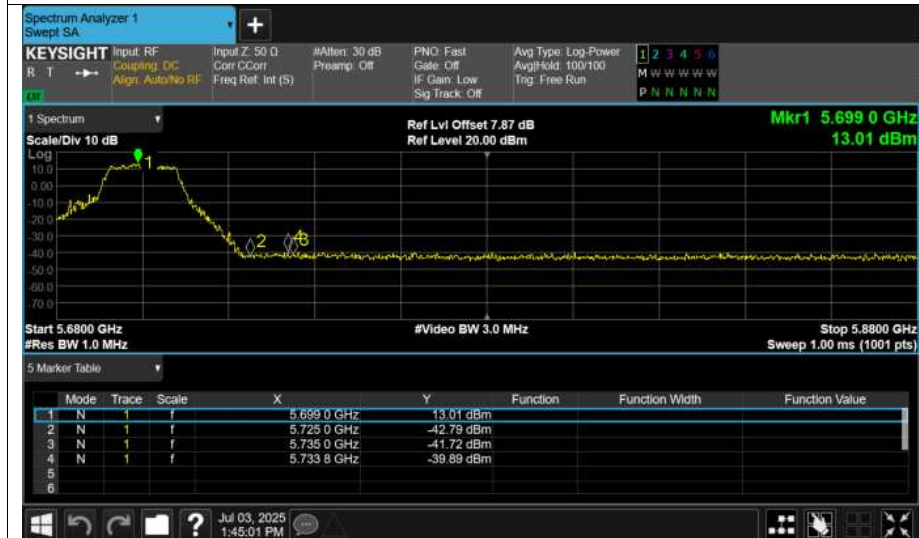 Spectrum Analyzer 1
Swept SA
+
KEYSIGHT Input: RF Input Z: 50 Ω #Atten: 30 dB PNO: Fast Avg Type: Log-Power 1 2 3 4 5 6
R T Coupling: DC Corr CCorr Preamp: Off Gate: Off Avg|Hold: 100/100 M W W W W W
Align: Auto/No RF Freq Ref: Int (S) IF Gain: Low Trig: Free Run
Sig Track: Off P N N N N N
1 Spectrum
Scale/Div 10 dB
Ref Lvl Offset 7.87 dB
Ref Level 20.00 dBm
Mkr1 5.699 0 GHz
13.01 dBm
Log
10.0
0.00
-10.0
-20.0
-30.0
-40.0
-50.0
-60.0
-70.0
1
2
4
3
Start 5.6800 GHz #Video BW 3.0 MHz Stop 5.8800 GHz
#Res BW 1.0 MHz Sweep 1.00 ms (1001 pts)
5 Marker Table
Mode Trace Scale X Y Function Function Width Function Value
1 N 1 f 5.699 0 GHz 13.01 dBm
2 N 1 f 5.725 0 GHz -42.79 dBm
3 N 1 f 5.735 0 GHz -41.72 dBm
4 N 1 f 5.733 8 GHz -39.89 dBm
5
6
? Jul 03, 2025
1:45:01 PM